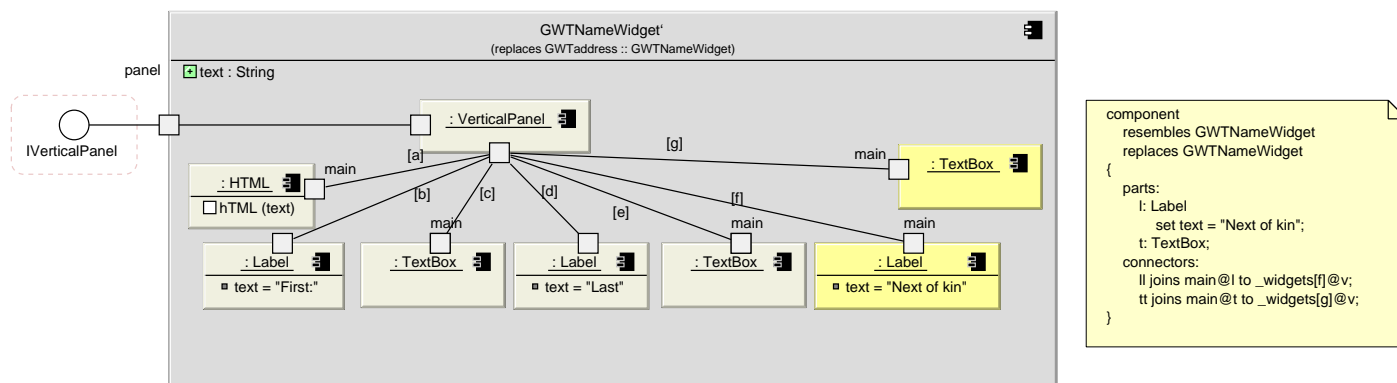 GWTNameWidget‘
(replaces GWTaddress :: GWTNameWidget)
panel
text : String
IVerticalPanel
: VerticalPanel
[a]
[g]
main
: TextBox
main
: HTML
hTML (text)
[b]
[c]
[d]
[e]
[f]
main
main
main
: Label
text = "First:"
: TextBox
: Label
text = "Last"
: TextBox
: Label
text = "Next of kin"
component
resembles GWTNameWidget
replaces GWTNameWidget
{
parts:
l: Label
set text = "Next of kin";
t: TextBox;
connectors:
ll joins main@l to _widgets[f]@v;
tt joins main@t to _widgets[g]@v;
}